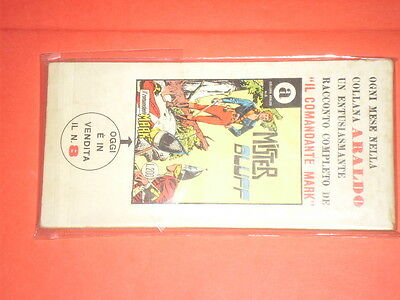 OGNI MESE NELLA
COLLANA ARALDO
UN ENTUSIASMANTE
RACCONTO COMPLETO DE
"IL COMANDANTE MARK"
a
MISTER
BLUFF
MARK
OGGI
È IN
VENDITA
IL N. 8